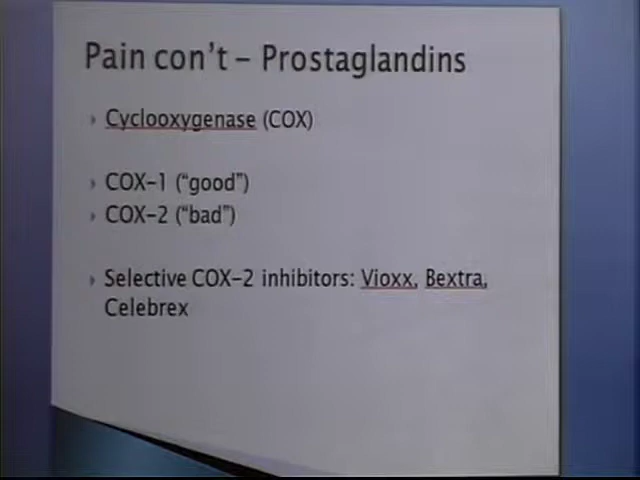 Pain con't – Prostaglandins
Cyclooxygenase (COX)
COX-1 ("good")
COX-2 ("bad")
Selective COX-2 inhibitors: Vioxx, Bextra,
Celebrex